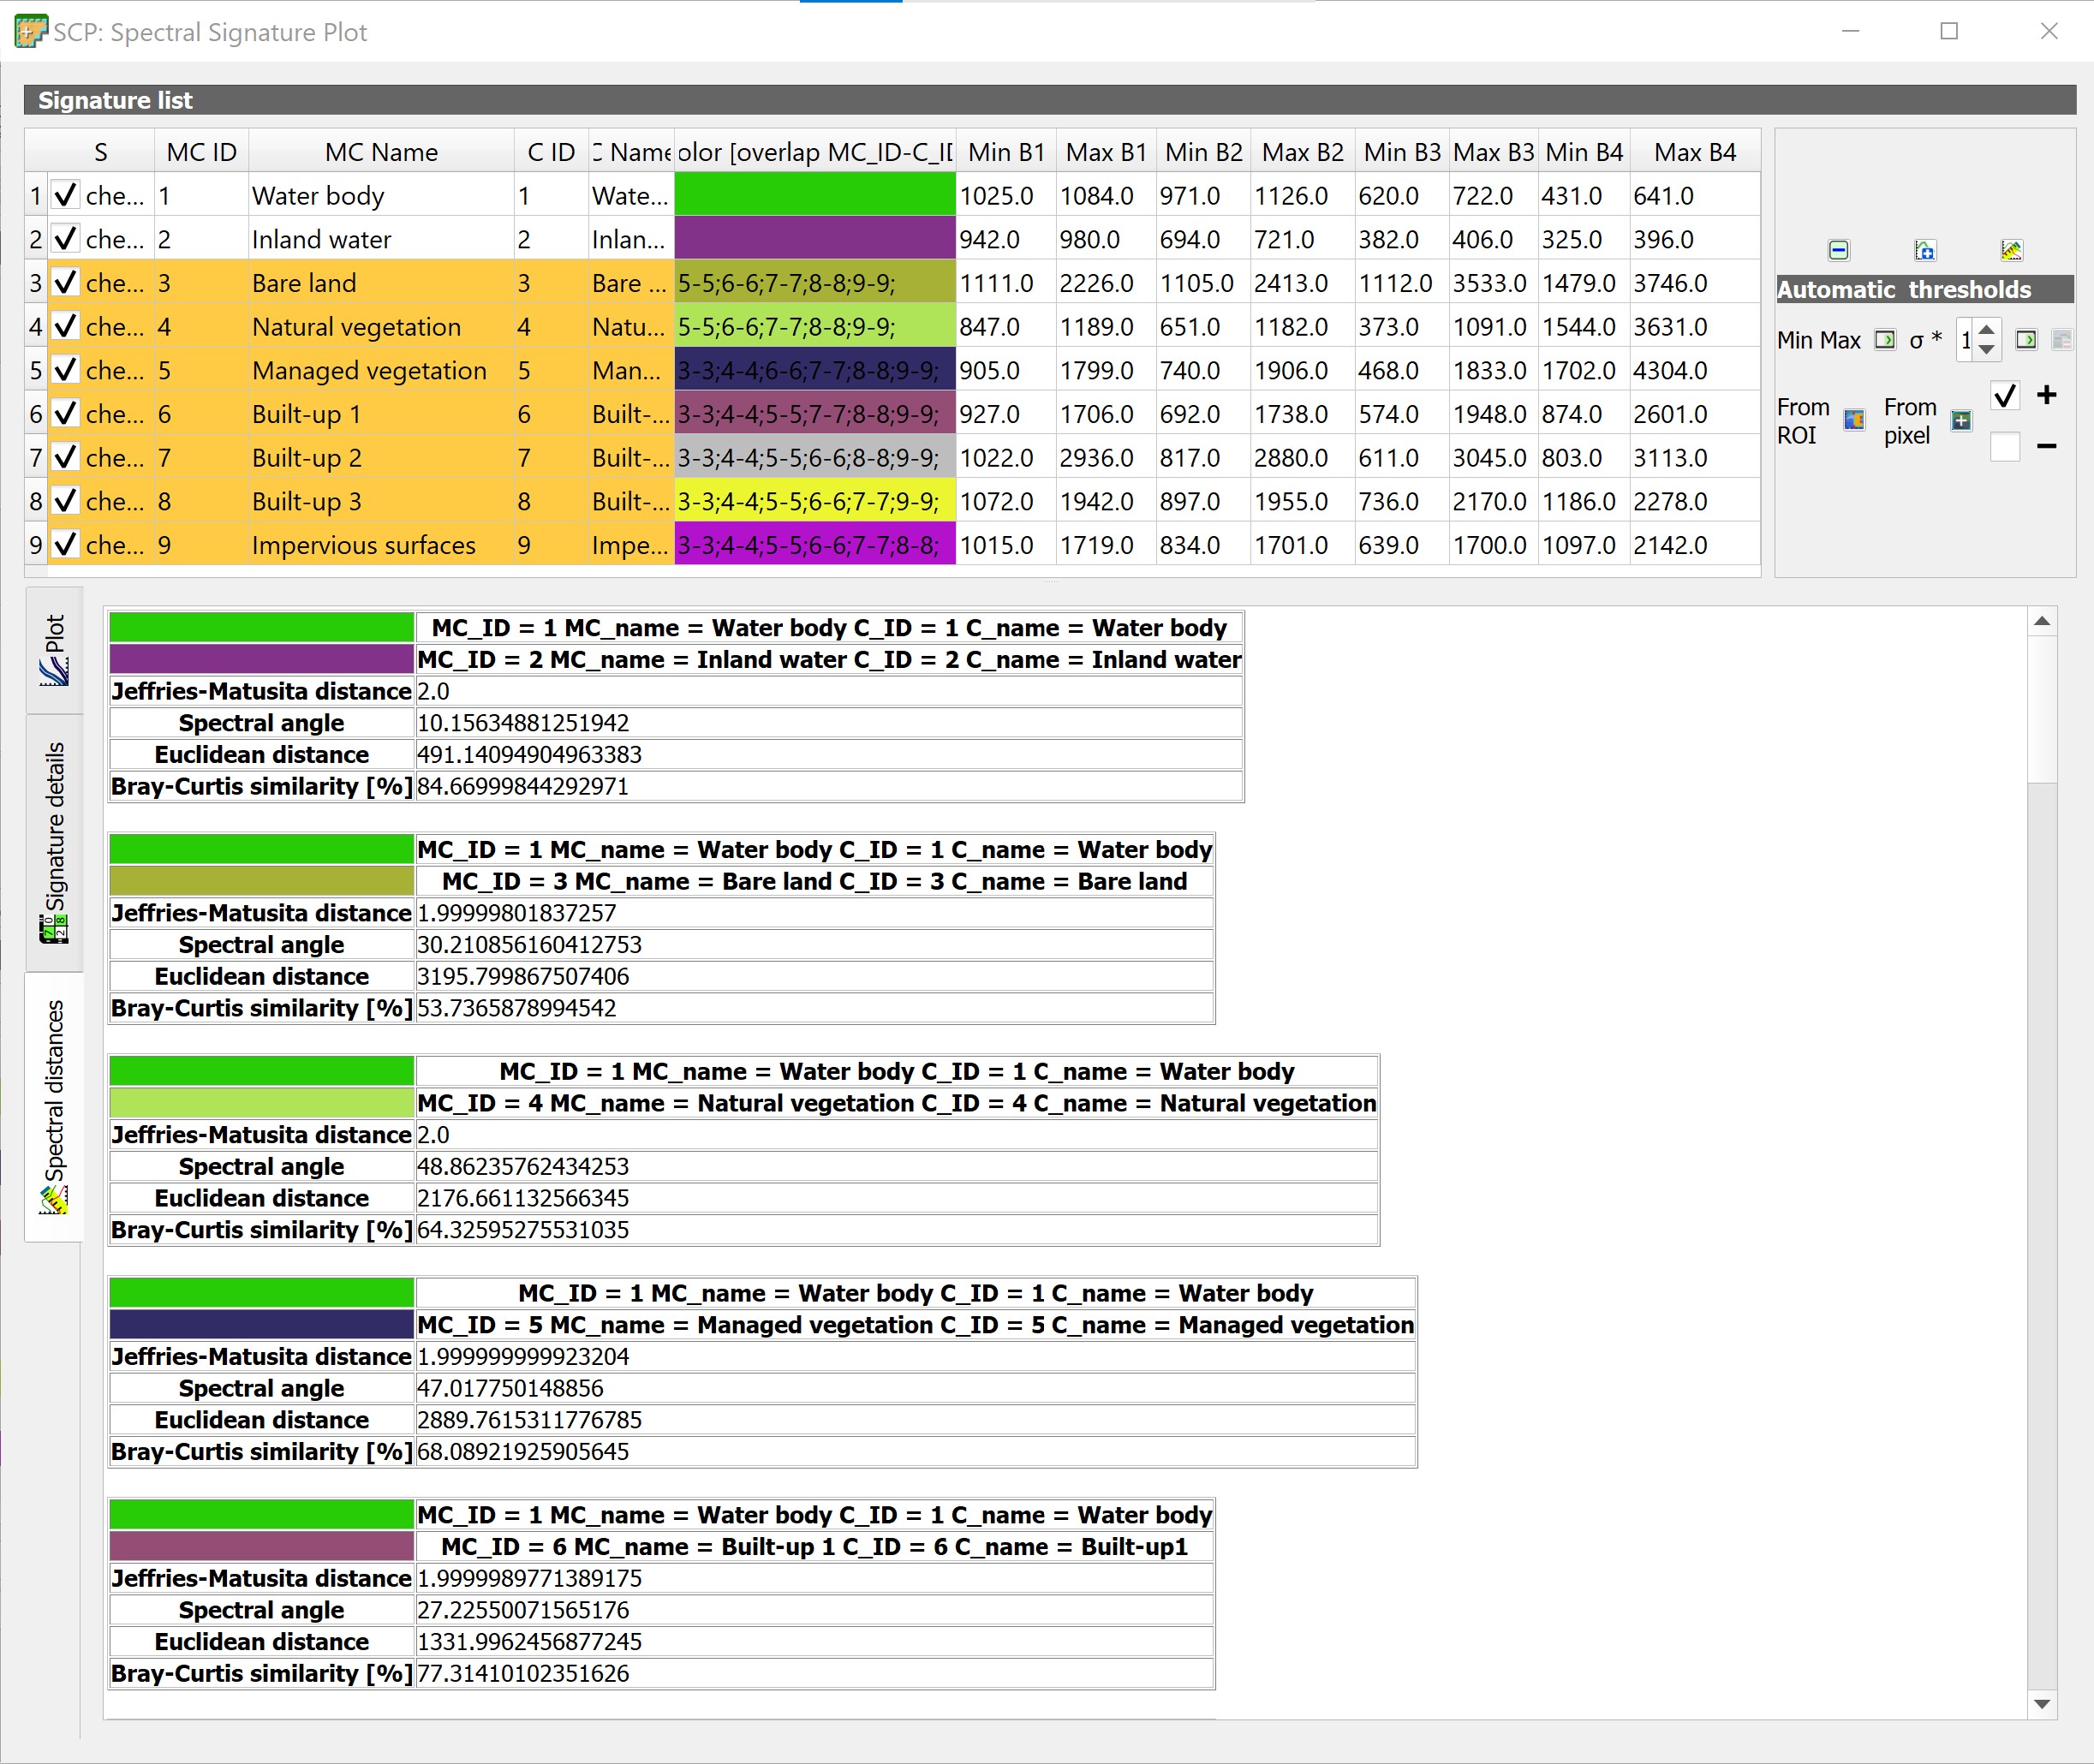 SCP: Spectral Signature Plot
Signature list
S MC ID MC Name C ID C Name olor [overlap MC_ID-C_ID Min B1 Max B1 Min B2 Max B2 Min B3 Max B3 Min B4 Max B4
1 che... 1 Water body 1 Wate... 1025.0 1084.0 971.0 1126.0 620.0 722.0 431.0 641.0
2 che... 2 Inland water 2 Inlan... 942.0 980.0 694.0 721.0 382.0 406.0 325.0 396.0
3 che... 3 Bare land 3 Bare ... 5-5;6-6;7-7;8-8;9-9; 1111.0 2226.0 1105.0 2413.0 1112.0 3533.0 1479.0 3746.0
4 che... 4 Natural vegetation 4 Natu... 5-5;6-6;7-7;8-8;9-9; 847.0 1189.0 651.0 1182.0 373.0 1091.0 1544.0 3631.0
5 che... 5 Managed vegetation 5 Man... 3-3;4-4;6-6;7-7;8-8;9-9; 905.0 1799.0 740.0 1906.0 468.0 1833.0 1702.0 4304.0
6 che... 6 Built-up 1 6 Built-... 3-3;4-4;5-5;7-7;8-8;9-9; 927.0 1706.0 692.0 1738.0 574.0 1948.0 874.0 2601.0
7 che... 7 Built-up 2 7 Built-... 3-3;4-4;5-5;6-6;8-8;9-9; 1022.0 2936.0 817.0 2880.0 611.0 3045.0 803.0 3113.0
8 che... 8 Built-up 3 8 Built-... 3-3;4-4;5-5;6-6;7-7;9-9; 1072.0 1942.0 897.0 1955.0 736.0 2170.0 1186.0 2278.0
9 che... 9 Impervious surfaces 9 Impe... 3-3;4-4;5-5;6-6;7-7;8-8; 1015.0 1719.0 834.0 1701.0 639.0 1700.0 1097.0 2142.0
Automatic thresholds
Min Max σ * 1
From ROI From pixel + −
Plot
Signature details
Spectral distances
MC_ID = 1 MC_name = Water body C_ID = 1 C_name = Water body
MC_ID = 2 MC_name = Inland water C_ID = 2 C_name = Inland water
Jeffries-Matusita distance 2.0
Spectral angle 10.15634881251942
Euclidean distance 491.14094904963383
Bray-Curtis similarity [%] 84.66999844292971
MC_ID = 1 MC_name = Water body C_ID = 1 C_name = Water body
MC_ID = 3 MC_name = Bare land C_ID = 3 C_name = Bare land
Jeffries-Matusita distance 1.99999801837257
Spectral angle 30.210856160412753
Euclidean distance 3195.799867507406
Bray-Curtis similarity [%] 53.7365878994542
MC_ID = 1 MC_name = Water body C_ID = 1 C_name = Water body
MC_ID = 4 MC_name = Natural vegetation C_ID = 4 C_name = Natural vegetation
Jeffries-Matusita distance 2.0
Spectral angle 48.86235762434253
Euclidean distance 2176.661132566345
Bray-Curtis similarity [%] 64.32595275531035
MC_ID = 1 MC_name = Water body C_ID = 1 C_name = Water body
MC_ID = 5 MC_name = Managed vegetation C_ID = 5 C_name = Managed vegetation
Jeffries-Matusita distance 1.999999999923204
Spectral angle 47.017750148856
Euclidean distance 2889.7615311776785
Bray-Curtis similarity [%] 68.08921925905645
MC_ID = 1 MC_name = Water body C_ID = 1 C_name = Water body
MC_ID = 6 MC_name = Built-up 1 C_ID = 6 C_name = Built-up1
Jeffries-Matusita distance 1.9999989771389175
Spectral angle 27.22550071565176
Euclidean distance 1331.9962456877245
Bray-Curtis similarity [%] 77.31410102351626